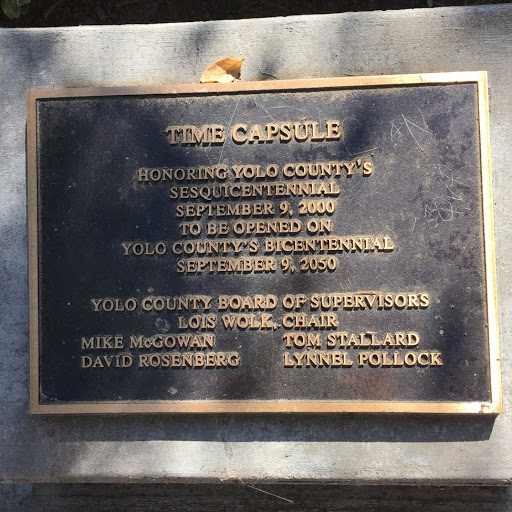 TIME CAPSULE
HONORING YOLO COUNTY'S
SESQUICENTENNIAL
SEPTEMBER 9, 2000
TO BE OPENED ON
YOLO COUNTY'S BICENTENNIAL
SEPTEMBER 9, 2050
YOLO COUNTY BOARD OF SUPERVISORS
LOIS WOLK, CHAIR
MIKE McGOWAN TOM STALLARD
DAVID ROSENBERG LYNNEL POLLOCK